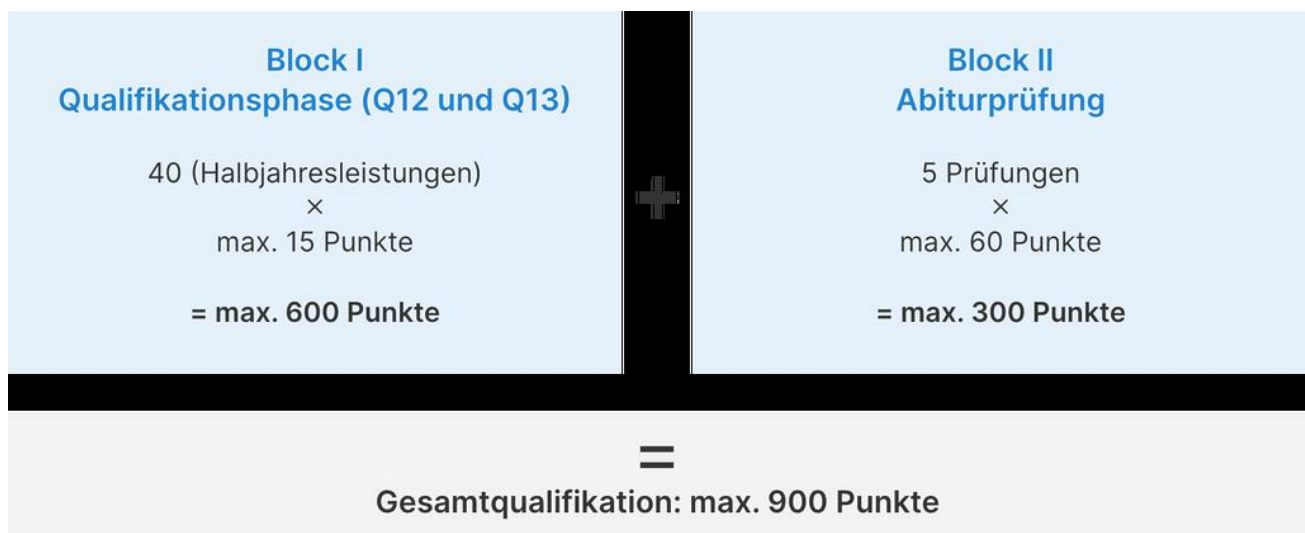 Block I
Qualifikationsphase (Q12 und Q13)
40 (Halbjahresleistungen)
×
max. 15 Punkte
= max. 600 Punkte
+
Block II
Abiturprüfung
5 Prüfungen
×
max. 60 Punkte
= max. 300 Punkte
=
Gesamtqualifikation: max. 900 Punkte